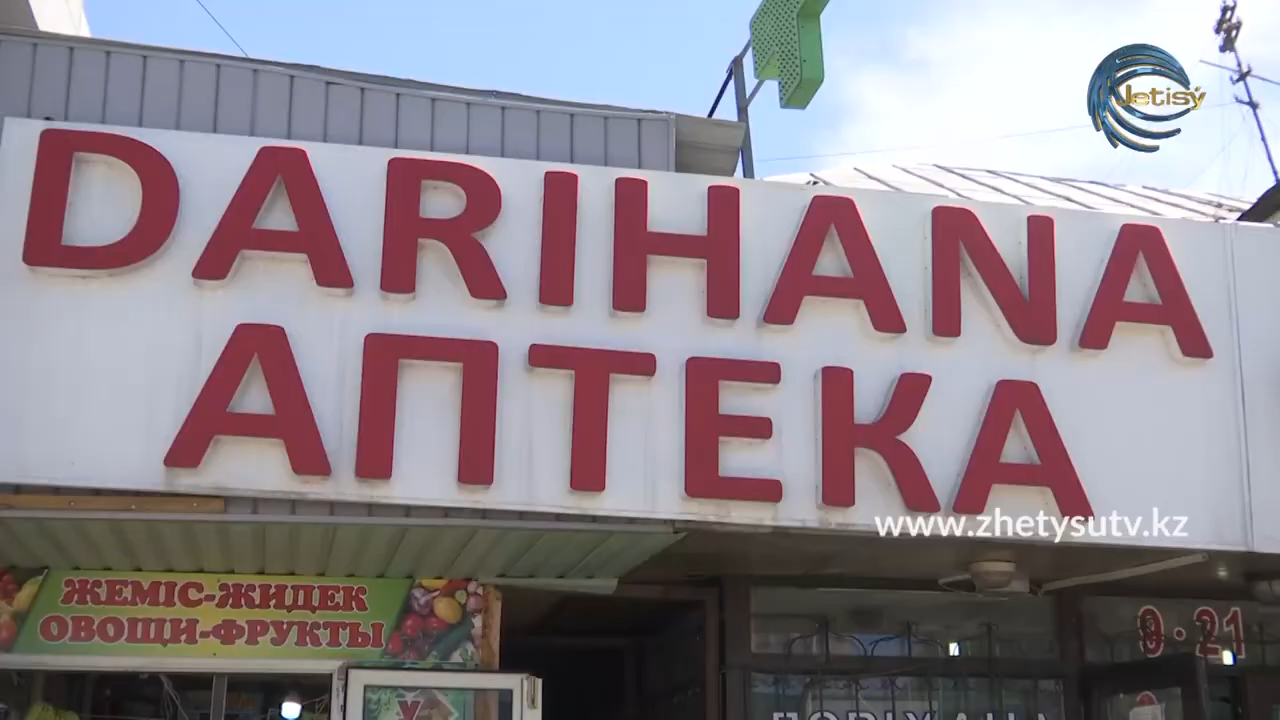 Jetisý
DARIHANA
АПТЕКА
www.zhetysutv.kz
ЖЕМІС-ЖИДЕК
ОВОЩИ-ФРУКТЫ
9·21